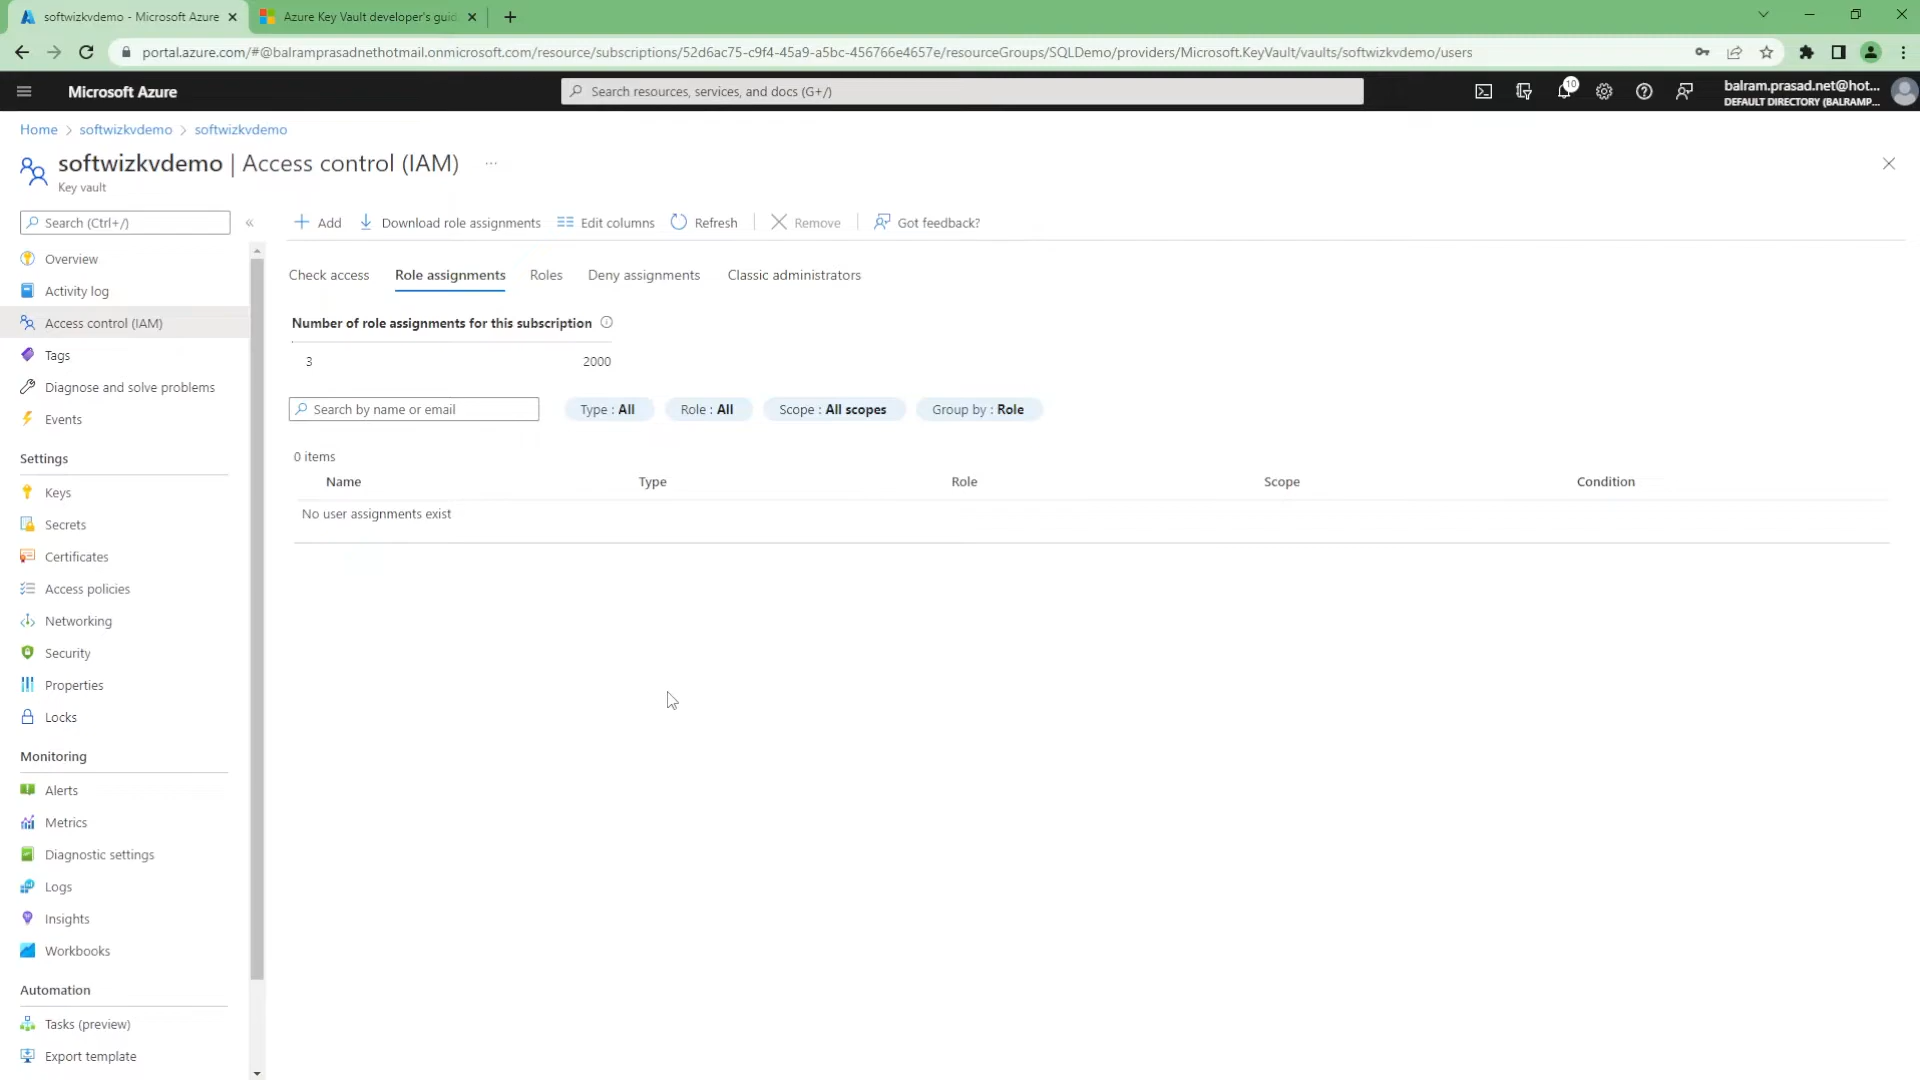 softwizkvdemo - Microsoft Azure
Azure Key Vault developer's guid
portal.azure.com/#@balramprasadnethotmail.onmicrosoft.com/resource/subscriptions/52d6ac75-c9f4-45a9-a5bc-456766e4657e/resourceGroups/SQLDemo/providers/Microsoft.KeyVault/vaults/softwizkvdemo/users
Microsoft Azure
Search resources, services, and docs (G+/)
10
balram.prasad.net@hot...
DEFAULT DIRECTORY (BALRAMP...
Home > softwizkvdemo > softwizkvdemo
softwizkvdemo | Access control (IAM) ...
Key vault
Search (Ctrl+/)
«
Add
Download role assignments
Edit columns
Refresh
Remove
Got feedback?
Overview
Activity log
Access control (IAM)
Tags
Diagnose and solve problems
Events
Settings
Keys
Secrets
Certificates
Access policies
Networking
Security
Properties
Locks
Monitoring
Alerts
Metrics
Diagnostic settings
Logs
Insights
Workbooks
Automation
Tasks (preview)
Export template
Check access
Role assignments
Roles
Deny assignments
Classic administrators
Number of role assignments for this subscription
3 2000
Search by name or email
Type : All
Role : All
Scope : All scopes
Group by : Role
0 items
Name Type Role Scope Condition
No user assignments exist